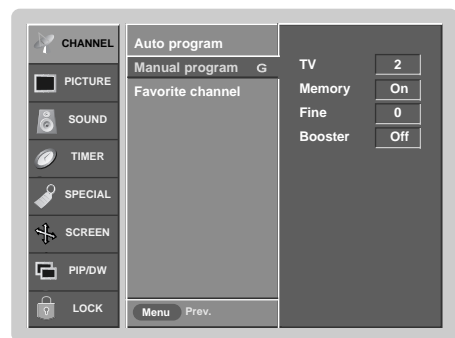 CHANNEL
PICTURE
SOUND
TIMER
SPECIAL
SCREEN
PIP/DW
LOCK
Auto program
Manual program G
Favorite channel
Menu Prev.
TV 2
Memory On
Fine 0
Booster Off